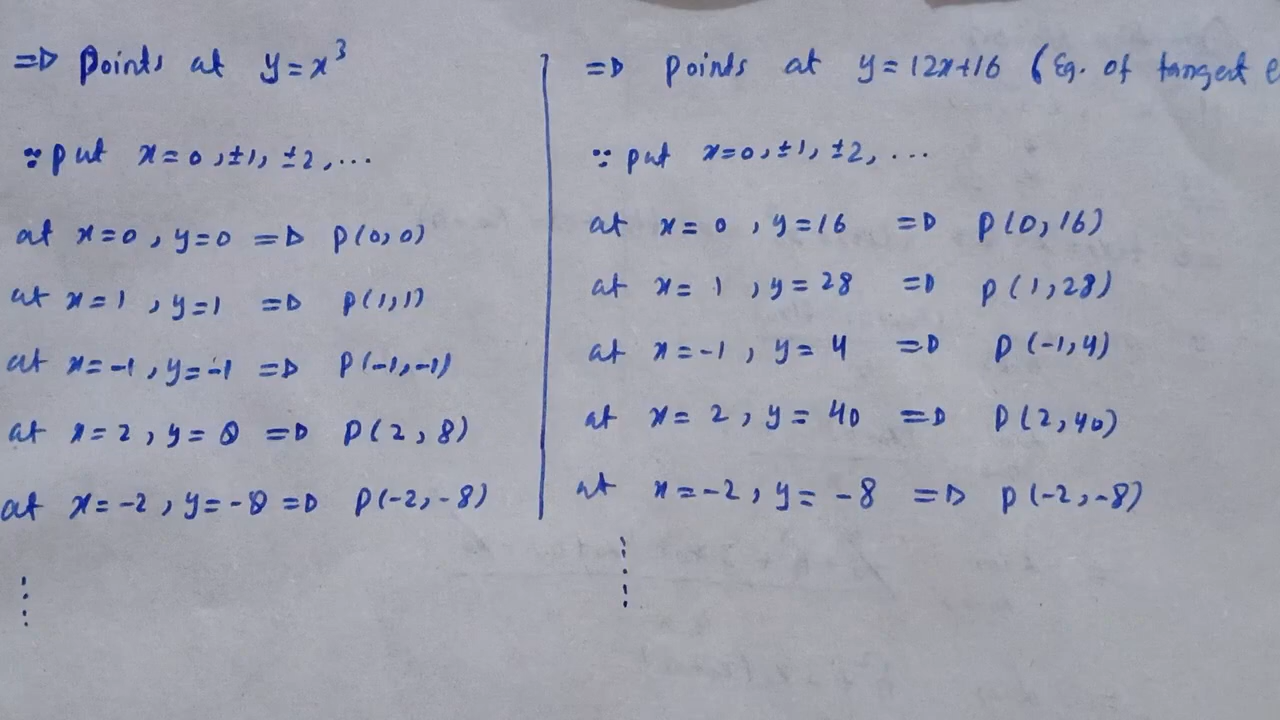 => Points at y=x³
∵ put x=0,±1,±2,...
at x=0, y=0 => P(0,0)
at x=1, y=1 => P(1,1)
at x=-1, y=-1 => P(-1,-1)
at x=2, y=8 => P(2,8)
at x=-2, y=-8 => P(-2,-8)
⋮
=> points at y=12x+16 (Eq. of tangent
∵ put x=0,±1,±2,...
at x=0, y=16 => P(0,16)
at x=1, y=28 => P(1,28)
at x=-1, y=4 => P(-1,4)
at x=2, y=40 => P(2,40)
at x=-2, y=-8 => P(-2,-8)
⋮